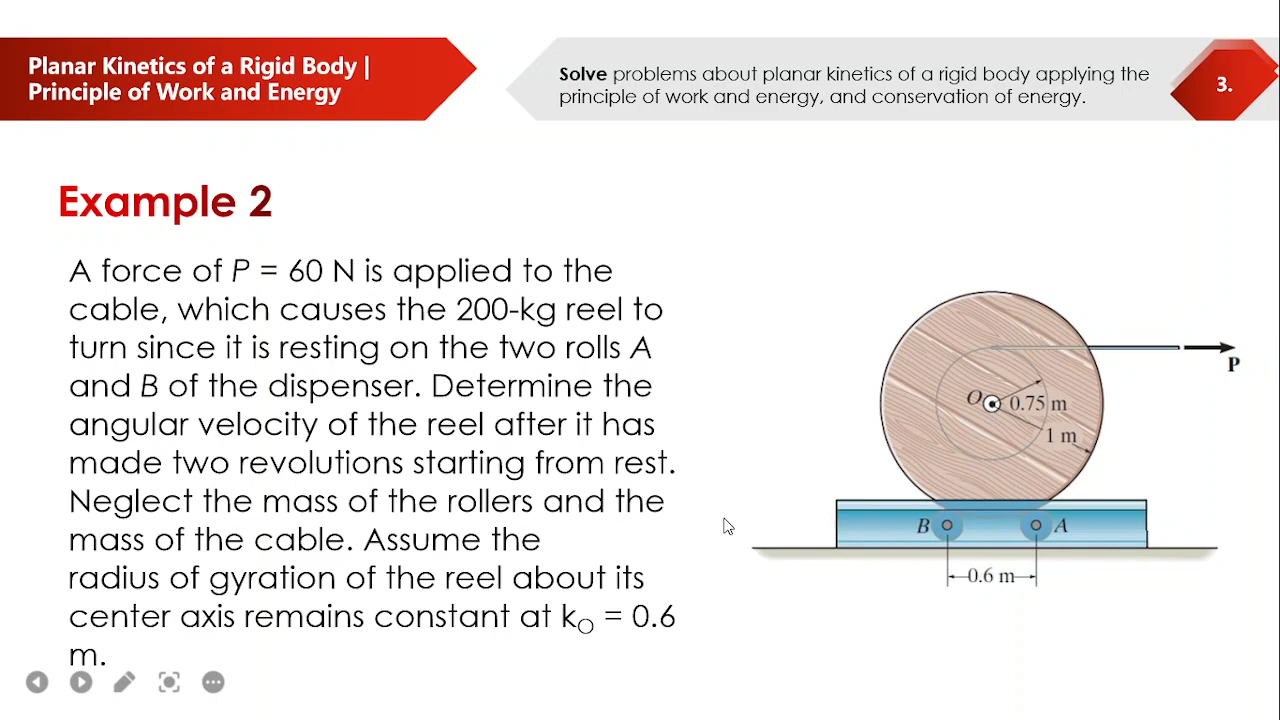 Planar Kinetics of a Rigid Body |
Principle of Work and Energy
Solve problems about planar kinetics of a rigid body applying the
principle of work and energy, and conservation of energy.
3.
Example 2
A force of P = 60 N is applied to the
cable, which causes the 200-kg reel to
turn since it is resting on the two rolls A
and B of the dispenser. Determine the
angular velocity of the reel after it has
made two revolutions starting from rest.
Neglect the mass of the rollers and the
mass of the cable. Assume the
radius of gyration of the reel about its
center axis remains constant at kO = 0.6
m.
P
O
0.75 m
1 m
B
A
0.6 m